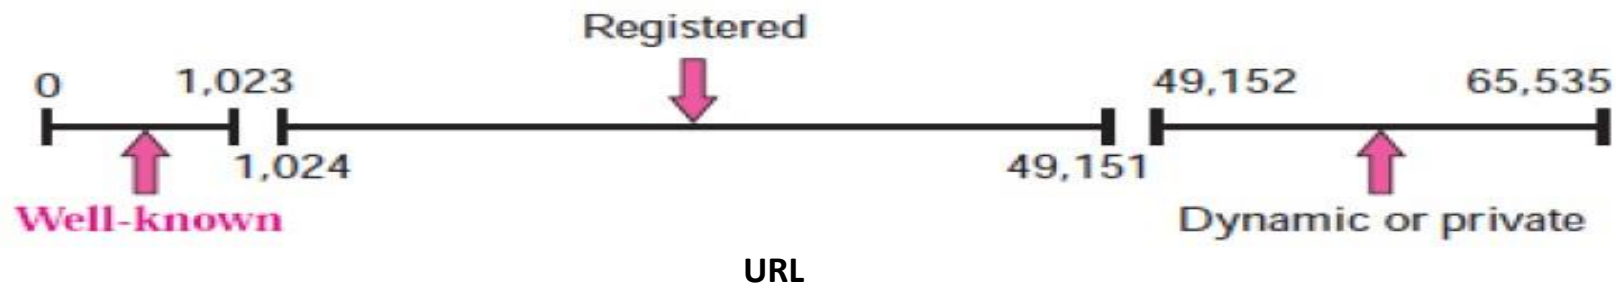 Registered
0 1,023 49,152 65,535
1,024 49,151
Well-known Dynamic or private
URL